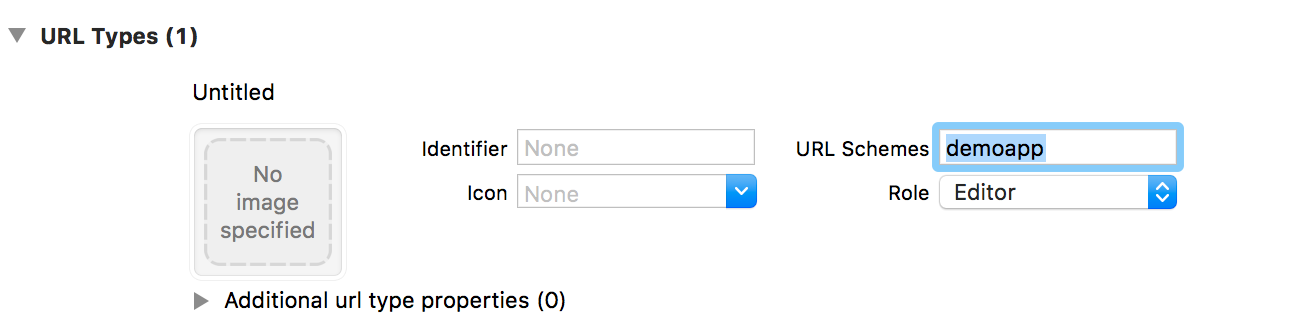 URL Types (1)
Untitled
No
image
specified
Identifier None
URL Schemes demoapp
Icon None
Role Editor
Additional url type properties (0)